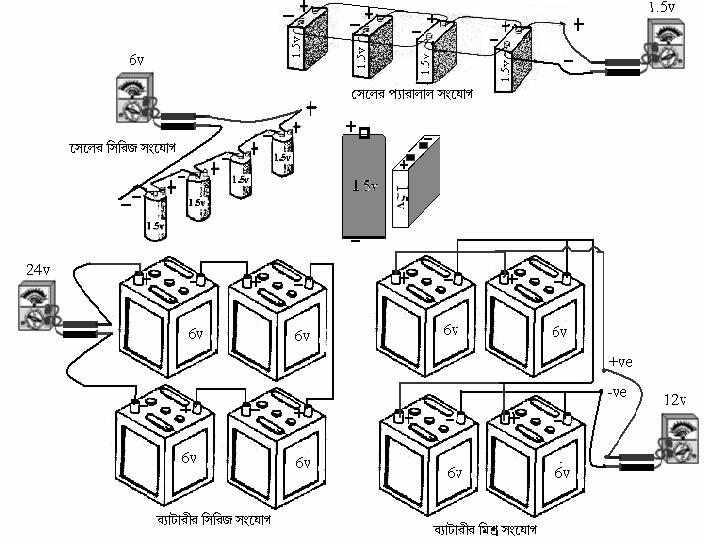 1.5v
- + - + - + - +
+
-
1.5v 1.5v 1.5v 1.5v
সেলের প্যারালাল সংযোগ
6v
+
সেলের সিরিজ সংযোগ
- + - + - + - +
1.5v 1.5v 1.5v 1.5v
+
1.5v
-
- +
1.5v
24v
6v 6v
6v 6v
ব্যাটারীর সিরিজ সংযোগ
6v 6v
+ve
-ve
12v
6v 6v
ব্যাটারীর মিশ্র সংযোগ